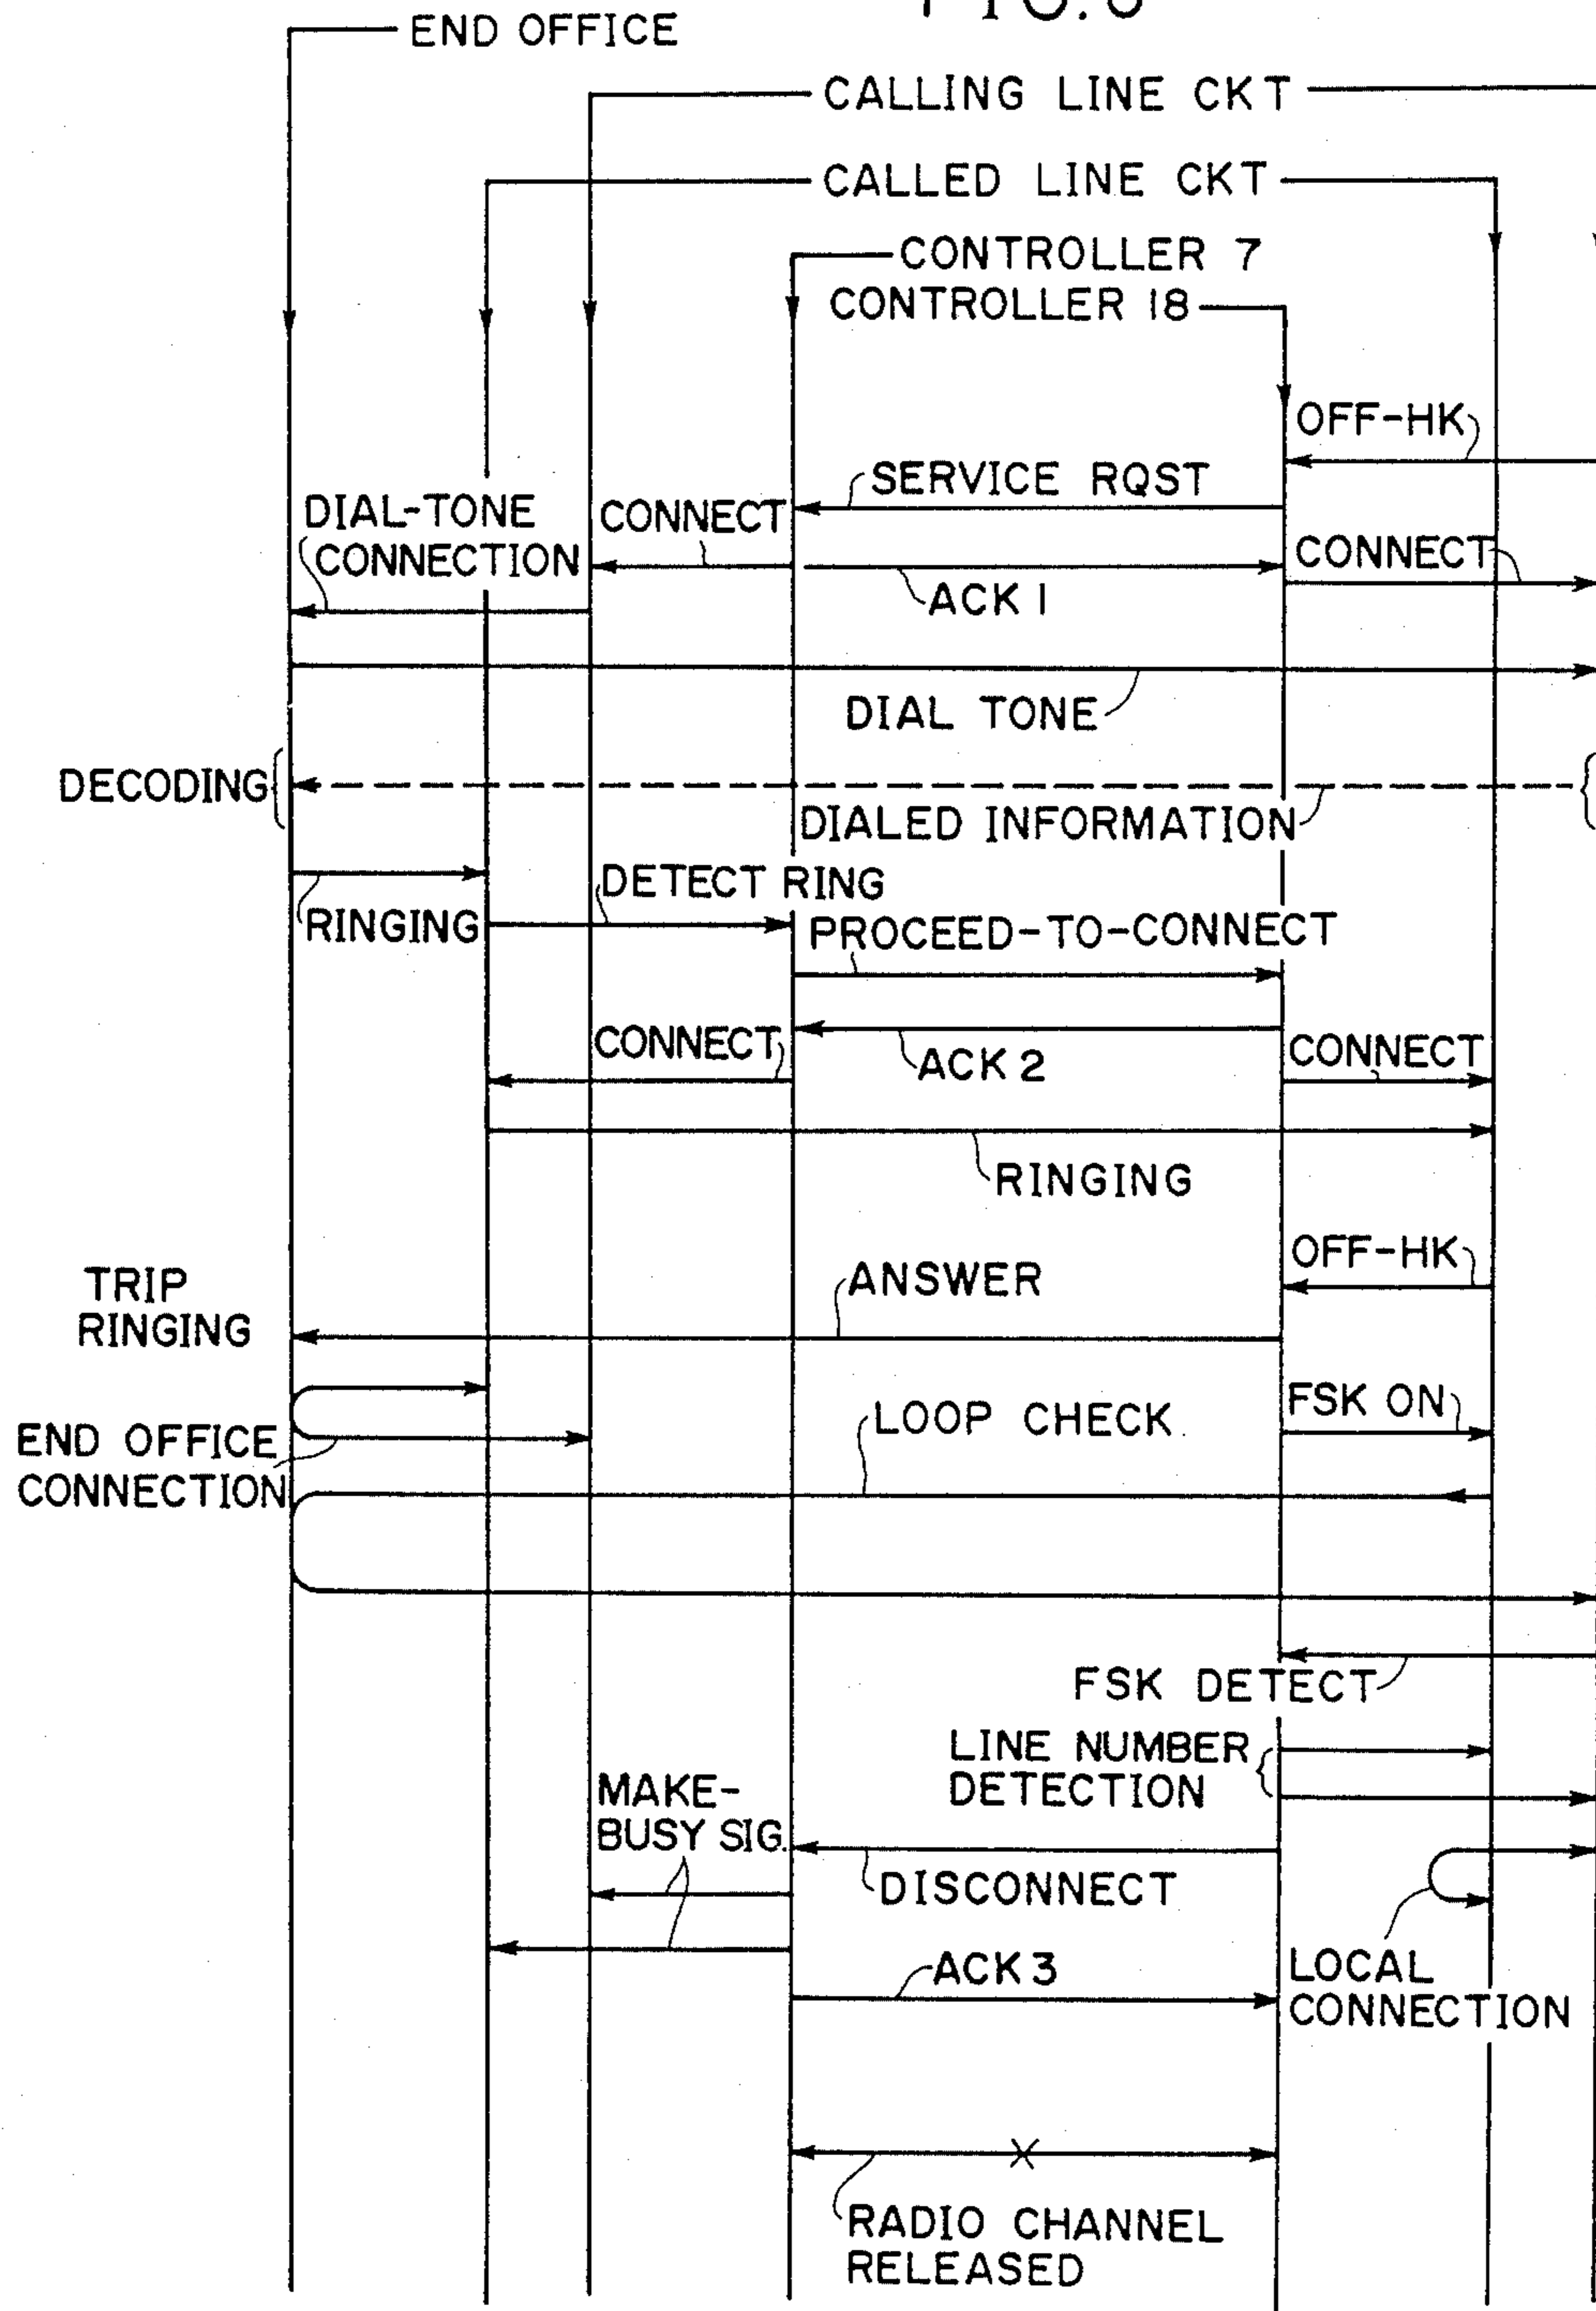 END OFFICE
CALLING LINE CKT
CALLED LINE CKT
CONTROLLER 7
CONTROLLER 18
OFF-HK
SERVICE RQST
DIAL-TONE
CONNECTION
CONNECT
CONNECT
ACK 1
DIAL TONE
DECODING
DIALED INFORMATION
DETECT RING
RINGING
PROCEED-TO-CONNECT
CONNECT
ACK 2
CONNECT
RINGING
OFF-HK
TRIP
RINGING
ANSWER
FSK ON
LOOP CHECK
END OFFICE
CONNECTION
FSK DETECT
LINE NUMBER
DETECTION
MAKE-
BUSY SIG.
DISCONNECT
ACK 3
LOCAL
CONNECTION
RADIO CHANNEL
RELEASED